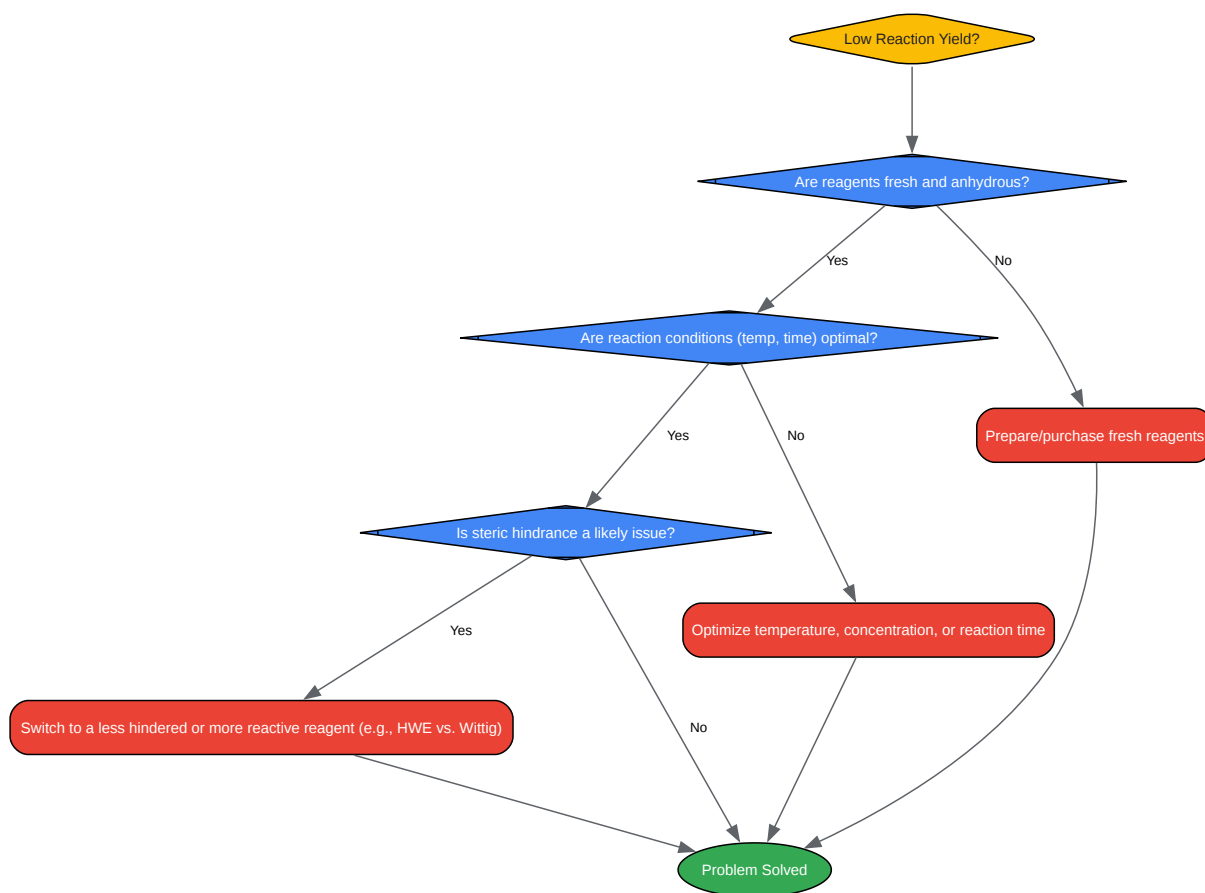 Low Reaction Yield?
Are reagents fresh and anhydrous?
Yes
No
Are reaction conditions (temp, time) optimal?
Yes
No
Prepare/purchase fresh reagents
Is steric hindrance a likely issue?
Yes
Optimize temperature, concentration, or reaction time
Switch to a less hindered or more reactive reagent (e.g., HWE vs. Wittig)
No
Problem Solved